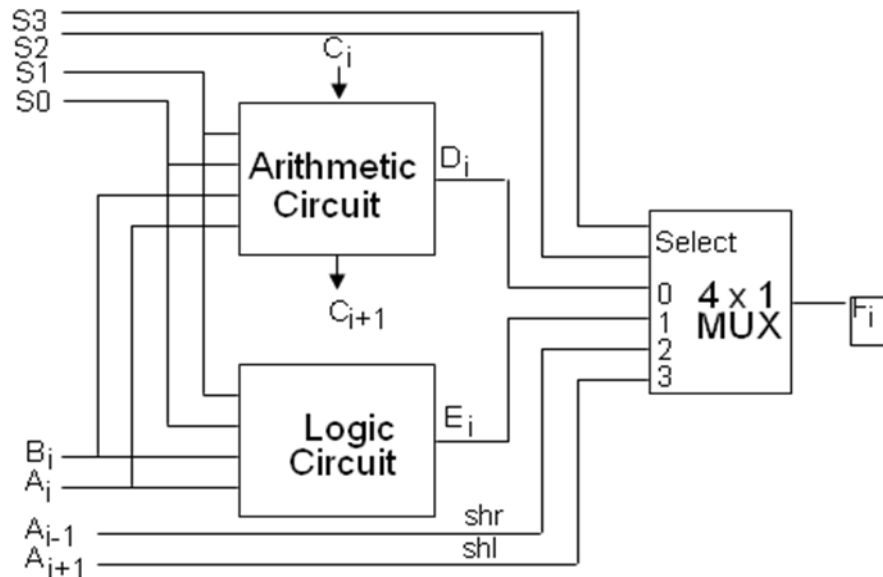 S3
S2
S1
S0
Ci
Arithmetic
Circuit
Di
Ci+1
Select
0
1
2
3
4 x 1
MUX
Fi
Logic
Circuit
Ei
Bi
Ai
Ai-1
shr
Ai+1
shl